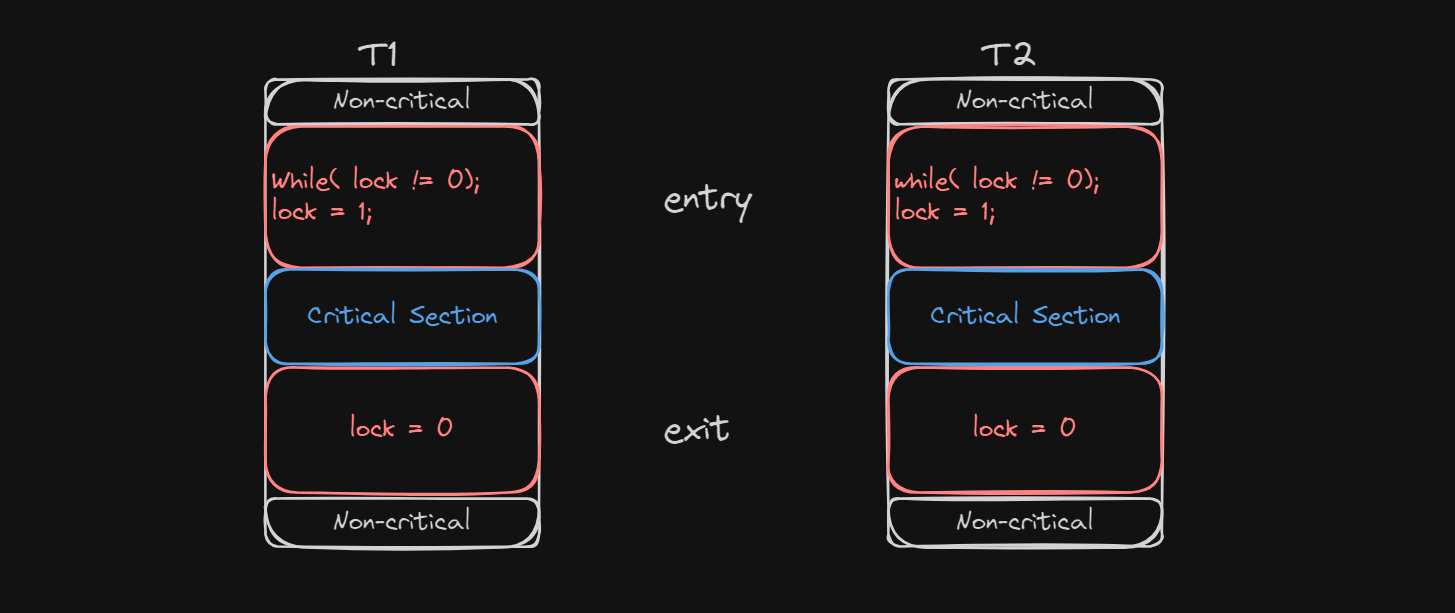 T1
Non-critical
While( lock != 0);
lock = 1;
Critical Section
lock = 0
Non-critical
entry
exit
T2
Non-critical
while( lock != 0);
lock = 1;
Critical Section
lock = 0
Non-critical